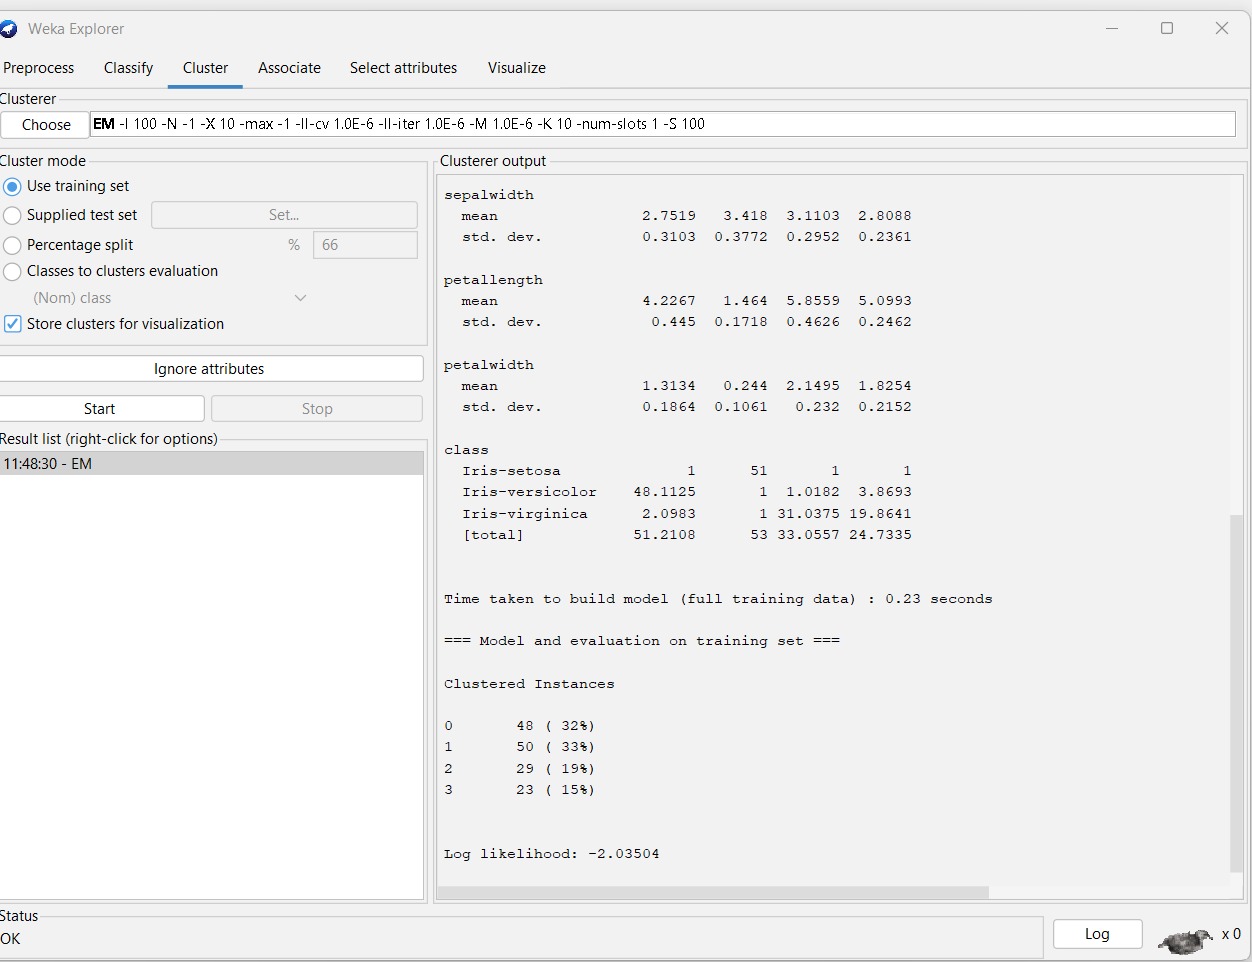 Weka Explorer
Preprocess Classify Cluster Associate Select attributes Visualize
Clusterer
Choose EM -I 100 -N -1 -X 10 -max -1 -ll-cv 1.0E-6 -ll-iter 1.0E-6 -M 1.0E-6 -K 10 -num-slots 1 -S 100
Cluster mode
Use training set
Supplied test set Set...
Percentage split % 66
Classes to clusters evaluation
(Nom) class
Store clusters for visualization
Ignore attributes
Start Stop
Result list (right-click for options)
11:48:30 - EM
Clusterer output
sepalwidth
mean 2.7519 3.418 3.1103 2.8088
std. dev. 0.3103 0.3772 0.2952 0.2361
petallength
mean 4.2267 1.464 5.8559 5.0993
std. dev. 0.445 0.1718 0.4626 0.2462
petalwidth
mean 1.3134 0.244 2.1495 1.8254
std. dev. 0.1864 0.1061 0.232 0.2152
class
Iris-setosa 1 51 1 1
Iris-versicolor 48.1125 1 1.0182 3.8693
Iris-virginica 2.0983 1 31.0375 19.8641
[total] 51.2108 53 33.0557 24.7335
Time taken to build model (full training data) : 0.23 seconds
=== Model and evaluation on training set ===
Clustered Instances
0 48 ( 32%)
1 50 ( 33%)
2 29 ( 19%)
3 23 ( 15%)
Log likelihood: -2.03504
Status
OK
Log x 0